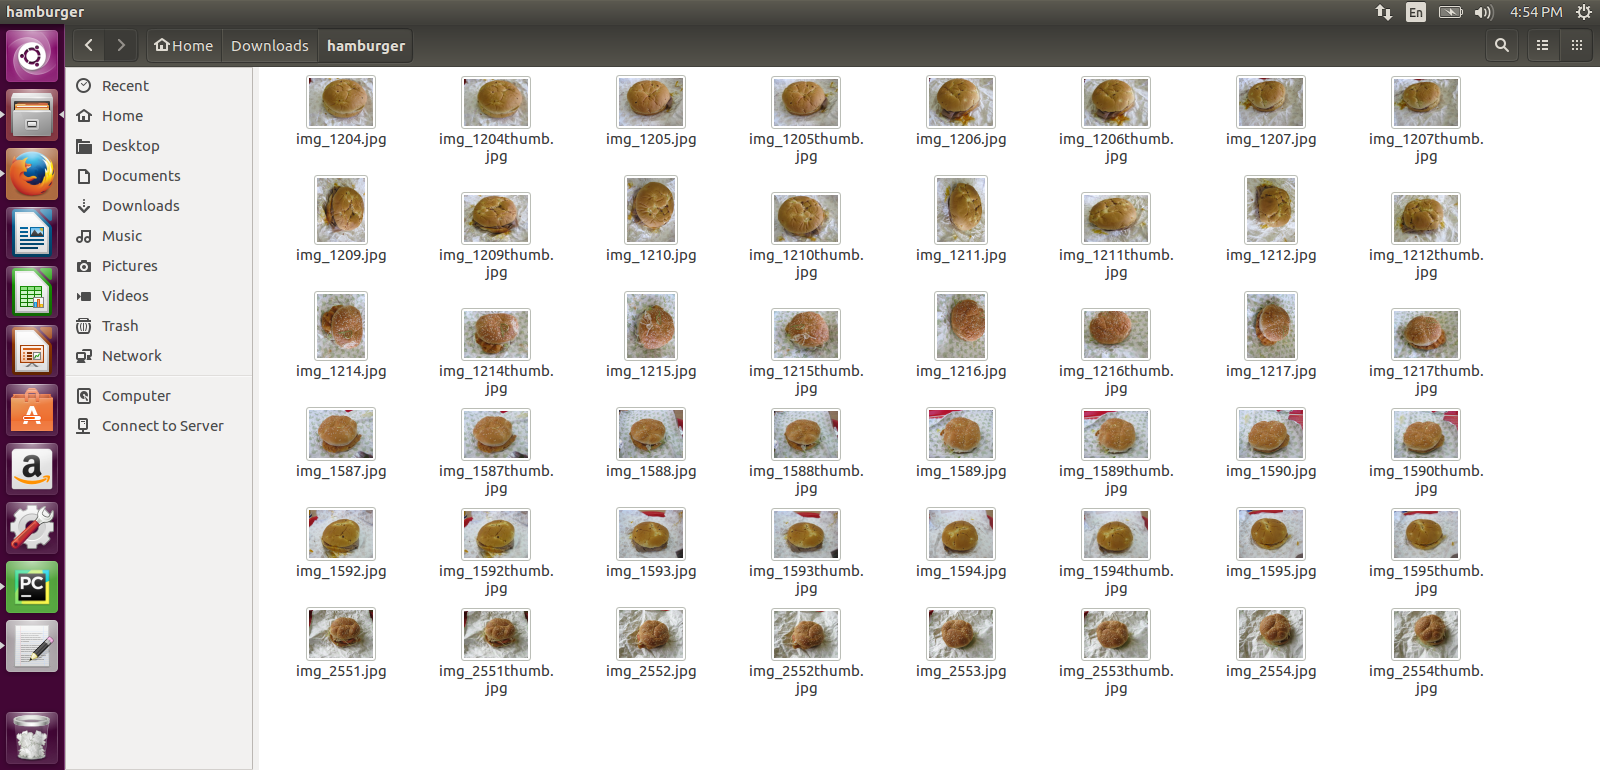 hamburger
En
4:54 PM
Home
Downloads
hamburger
Recent
Home
Desktop
Documents
Downloads
Music
Pictures
Videos
Trash
Network
Computer
Connect to Server
A
a
PC
img_1204.jpg
img_1204thumb.
jpg
img_1205.jpg
img_1205thumb.
jpg
img_1206.jpg
img_1206thumb.
jpg
img_1207.jpg
img_1207thumb.
jpg
img_1209.jpg
img_1209thumb.
jpg
img_1210.jpg
img_1210thumb.
jpg
img_1211.jpg
img_1211thumb.
jpg
img_1212.jpg
img_1212thumb.
jpg
img_1214.jpg
img_1214thumb.
jpg
img_1215.jpg
img_1215thumb.
jpg
img_1216.jpg
img_1216thumb.
jpg
img_1217.jpg
img_1217thumb.
jpg
img_1587.jpg
img_1587thumb.
jpg
img_1588.jpg
img_1588thumb.
jpg
img_1589.jpg
img_1589thumb.
jpg
img_1590.jpg
img_1590thumb.
jpg
img_1592.jpg
img_1592thumb.
jpg
img_1593.jpg
img_1593thumb.
jpg
img_1594.jpg
img_1594thumb.
jpg
img_1595.jpg
img_1595thumb.
jpg
img_2551.jpg
img_2551thumb.
jpg
img_2552.jpg
img_2552thumb.
jpg
img_2553.jpg
img_2553thumb.
jpg
img_2554.jpg
img_2554thumb.
jpg